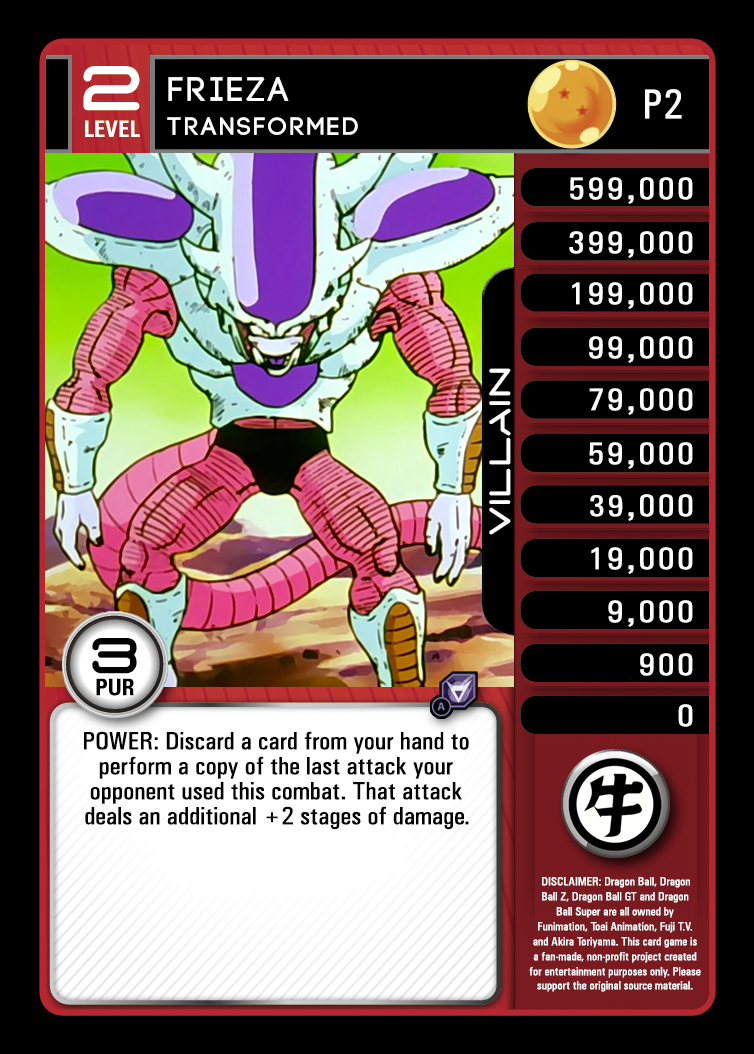 2
LEVEL
FRIEZA
TRANSFORMED
P2
599,000
399,000
199,000
99,000
79,000
59,000
39,000
19,000
9,000
900
0
VILLAIN
3
PUR
A
POWER: Discard a card from your hand to
perform a copy of the last attack your
opponent used this combat. That attack
deals an additional +2 stages of damage.
牛
DISCLAIMER: Dragon Ball, Dragon
Ball Z, Dragon Ball GT and Dragon
Ball Super are all owned by
Funimation, Toei Animation, Fuji T.V.
and Akira Toriyama. This card game is
a fan-made, non-profit project created
for entertainment purposes only. Please
support the original source material.